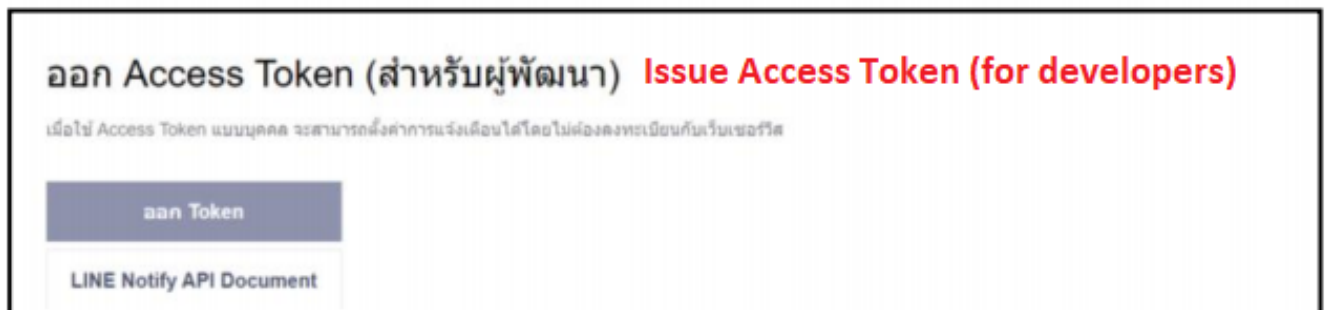 ออก Access Token (สำหรับผู้พัฒนา) Issue Access Token (for developers)
เมื่อใช้ Access Token แบบบุคคล จะสามารถตั้งค่าการแจ้งเตือนได้โดยไม่ต้องลงทะเบียนกับเว็บเซอร์วิส
ออก Token
LINE Notify API Document